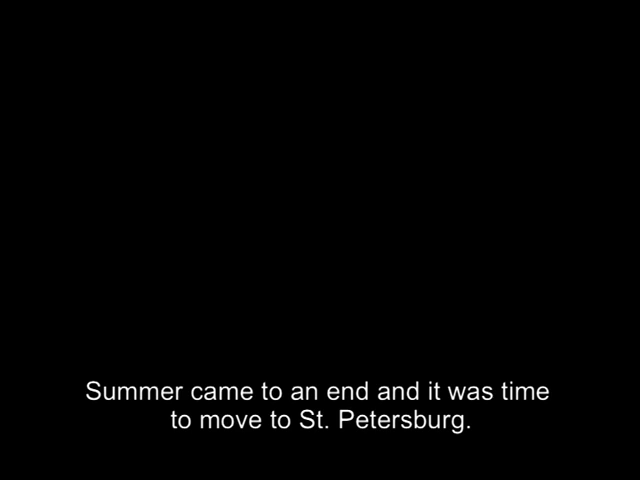 Summer came to an end and it was time
to move to St. Petersburg.